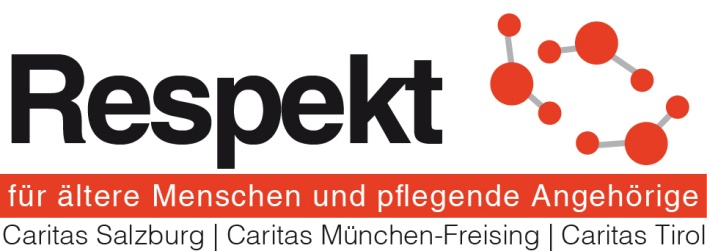 Respekt
für ältere Menschen und pflegende Angehörige
Caritas Salzburg | Caritas München-Freising | Caritas Tirol